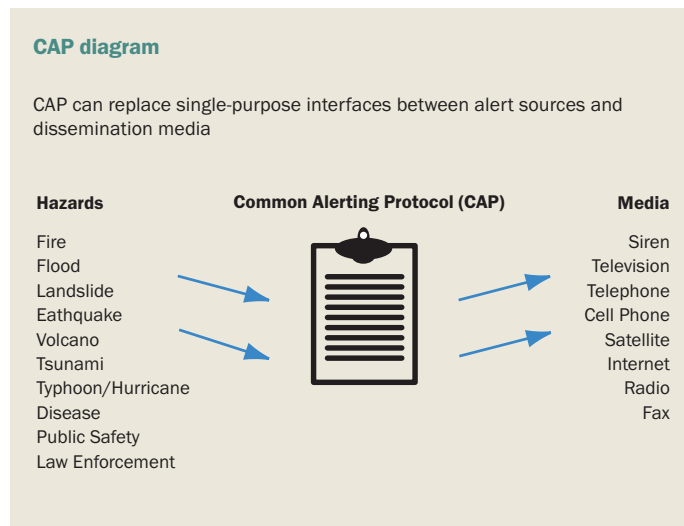 CAP diagram
CAP can replace single-purpose interfaces between alert sources and
dissemination media
Hazards
Fire
Flood
Landslide
Eathquake
Volcano
Tsunami
Typhoon/Hurricane
Disease
Public Safety
Law Enforcement
Common Alerting Protocol (CAP)
Media
Siren
Television
Telephone
Cell Phone
Satellite
Internet
Radio
Fax